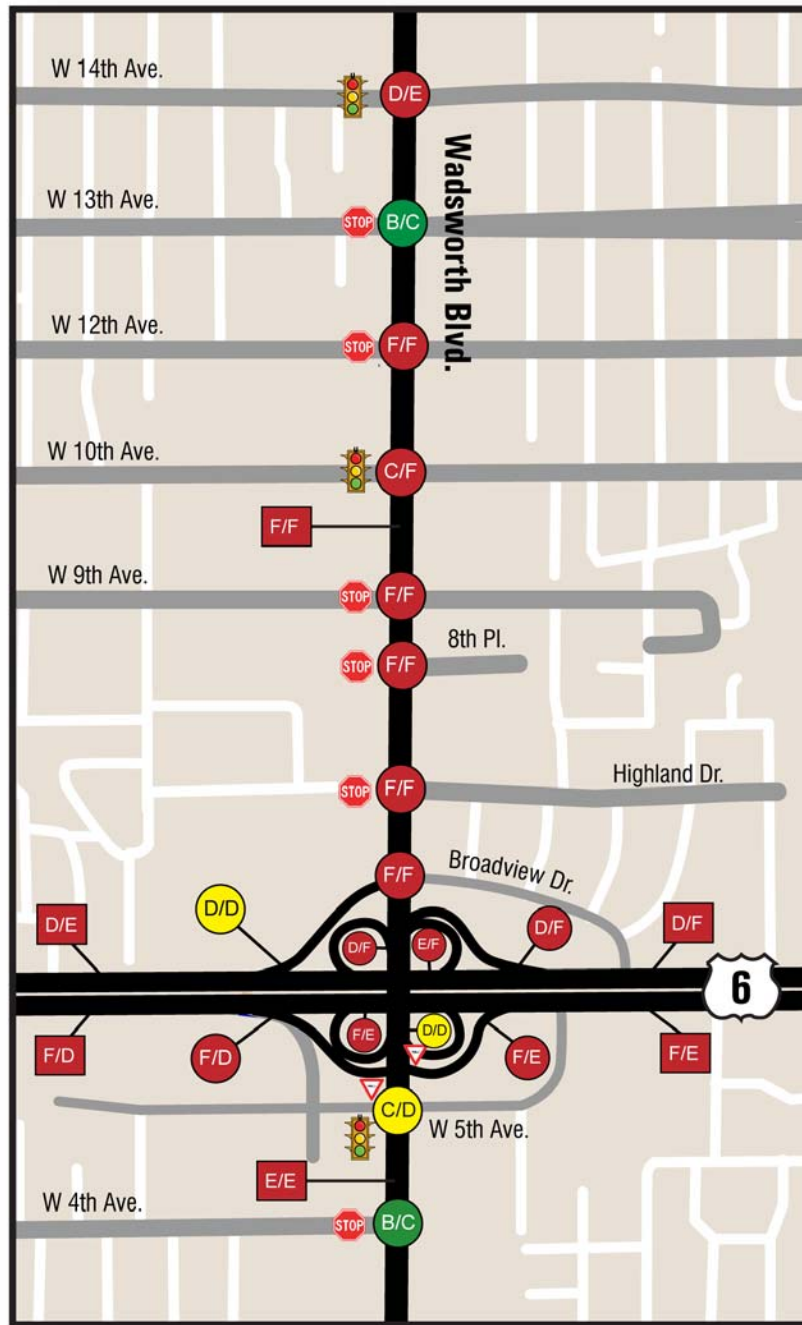 W 14th Ave.
D/E
W 13th Ave.
STOP
B/C
Wadsworth Blvd.
W 12th Ave.
STOP
F/F
W 10th Ave.
C/F
F/F
W 9th Ave.
STOP
F/F
8th Pl.
STOP
F/F
Highland Dr.
STOP
F/F
F/F
Broadview Dr.
D/D
D/E
D/F
E/F
D/F
D/F
6
F/D
F/D
F/E
D/D
F/E
F/E
C/D
W 5th Ave.
E/E
W 4th Ave.
STOP
B/C